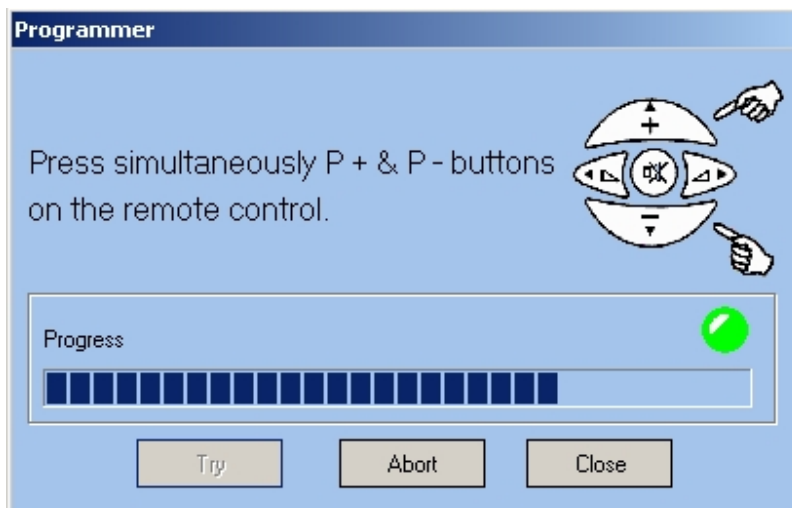 Programmer
Press simultaneously P + & P - buttons
on the remote control.
+
-
Progress
Try
Abort
Close